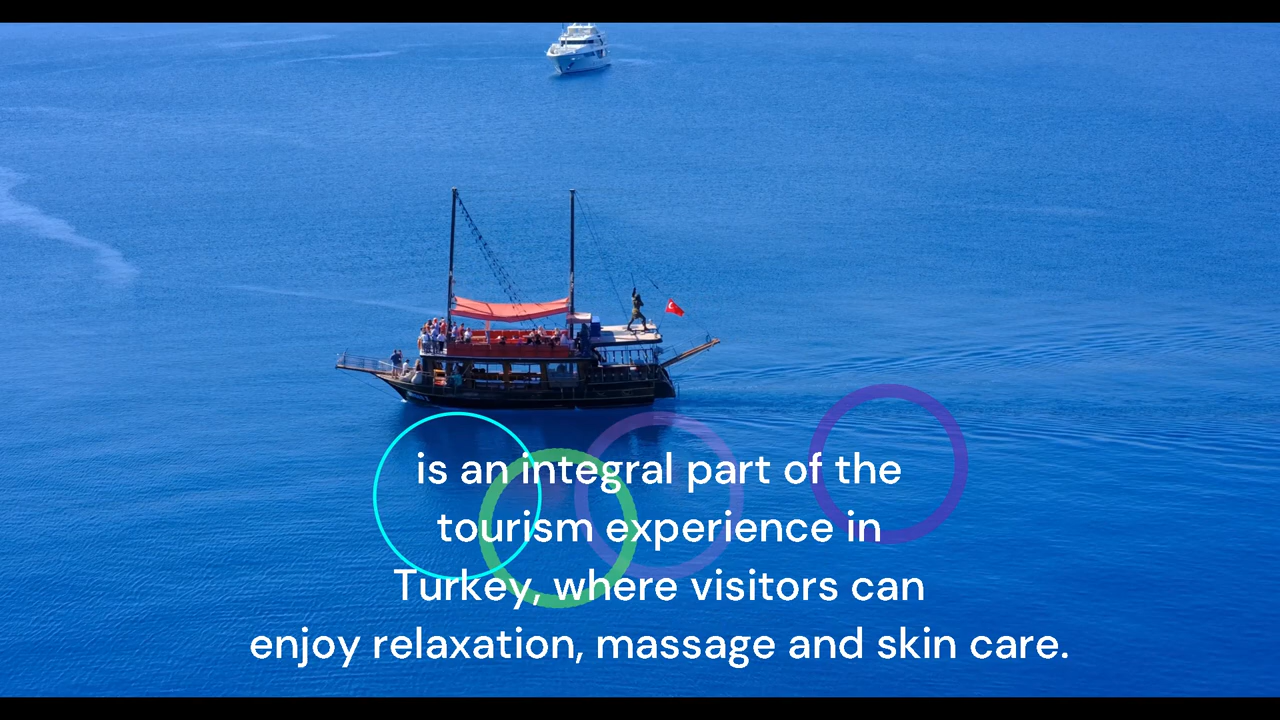 is an integral part of the
tourism experience in
Turkey, where visitors can
enjoy relaxation, massage and skin care.